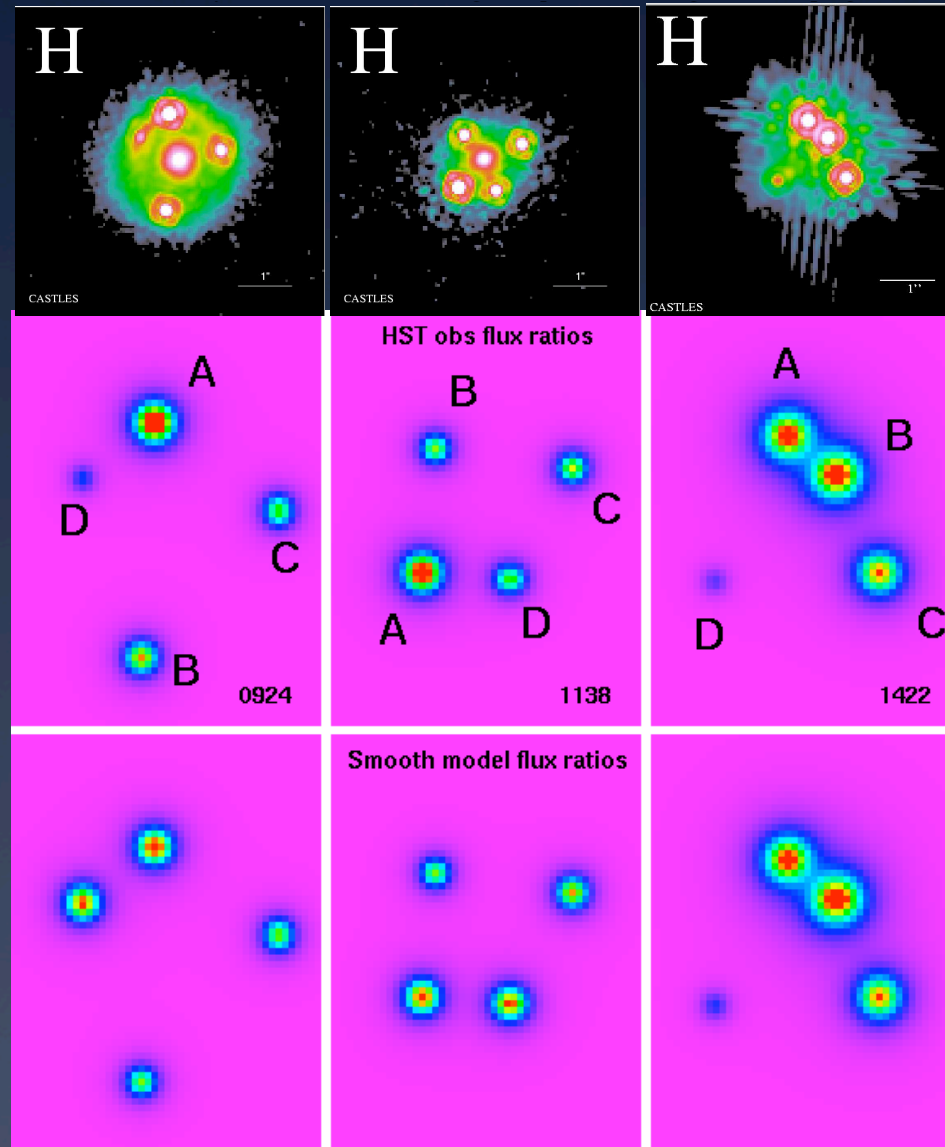 H
1"
CASTLES
H
1"
CASTLES
H
1''
CASTLES
A
D
C
B
0924
HST obs flux ratios
B
C
A
D
1138
A
B
D
C
1422
Smooth model flux ratios